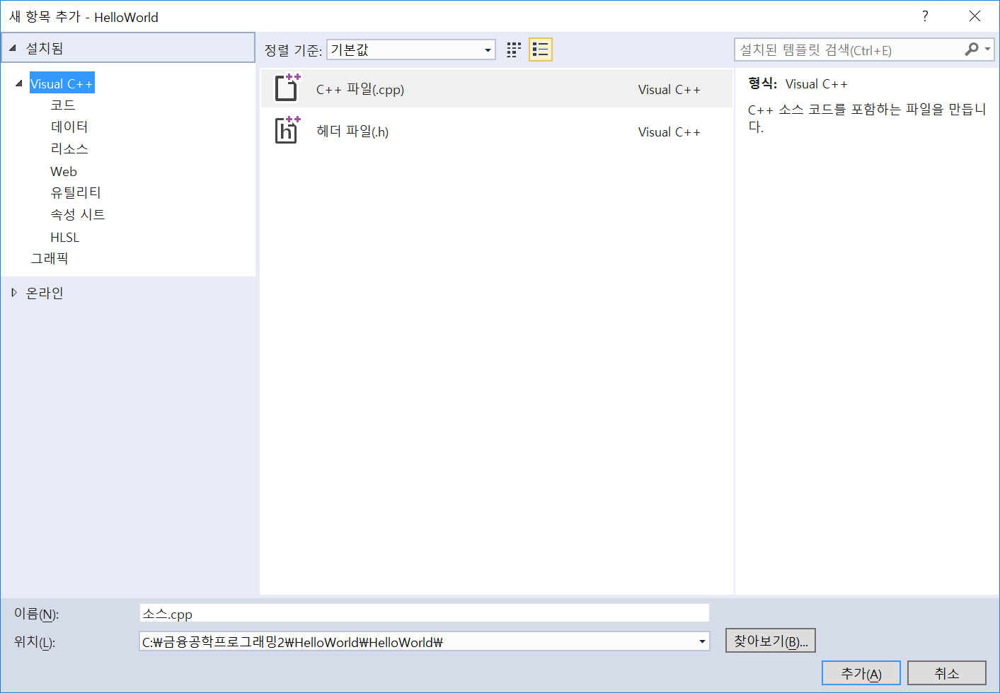 새 항목 추가 - HelloWorld
?
설치됨
정렬 기준: 기본값
설치된 템플릿 검색(Ctrl+E)
Visual C++
코드
데이터
리소스
Web
유틸리티
속성 시트
HLSL
그래픽
온라인
C++ 파일(.cpp) Visual C++
헤더 파일(.h) Visual C++
형식: Visual C++
C++ 소스 코드를 포함하는 파일을 만듭니
다.
이름(N): 소스.cpp
위치(L): C:₩금융공학프로그래밍2₩HelloWorld₩HelloWorld₩
찾아보기(B)...
추가(A) 취소